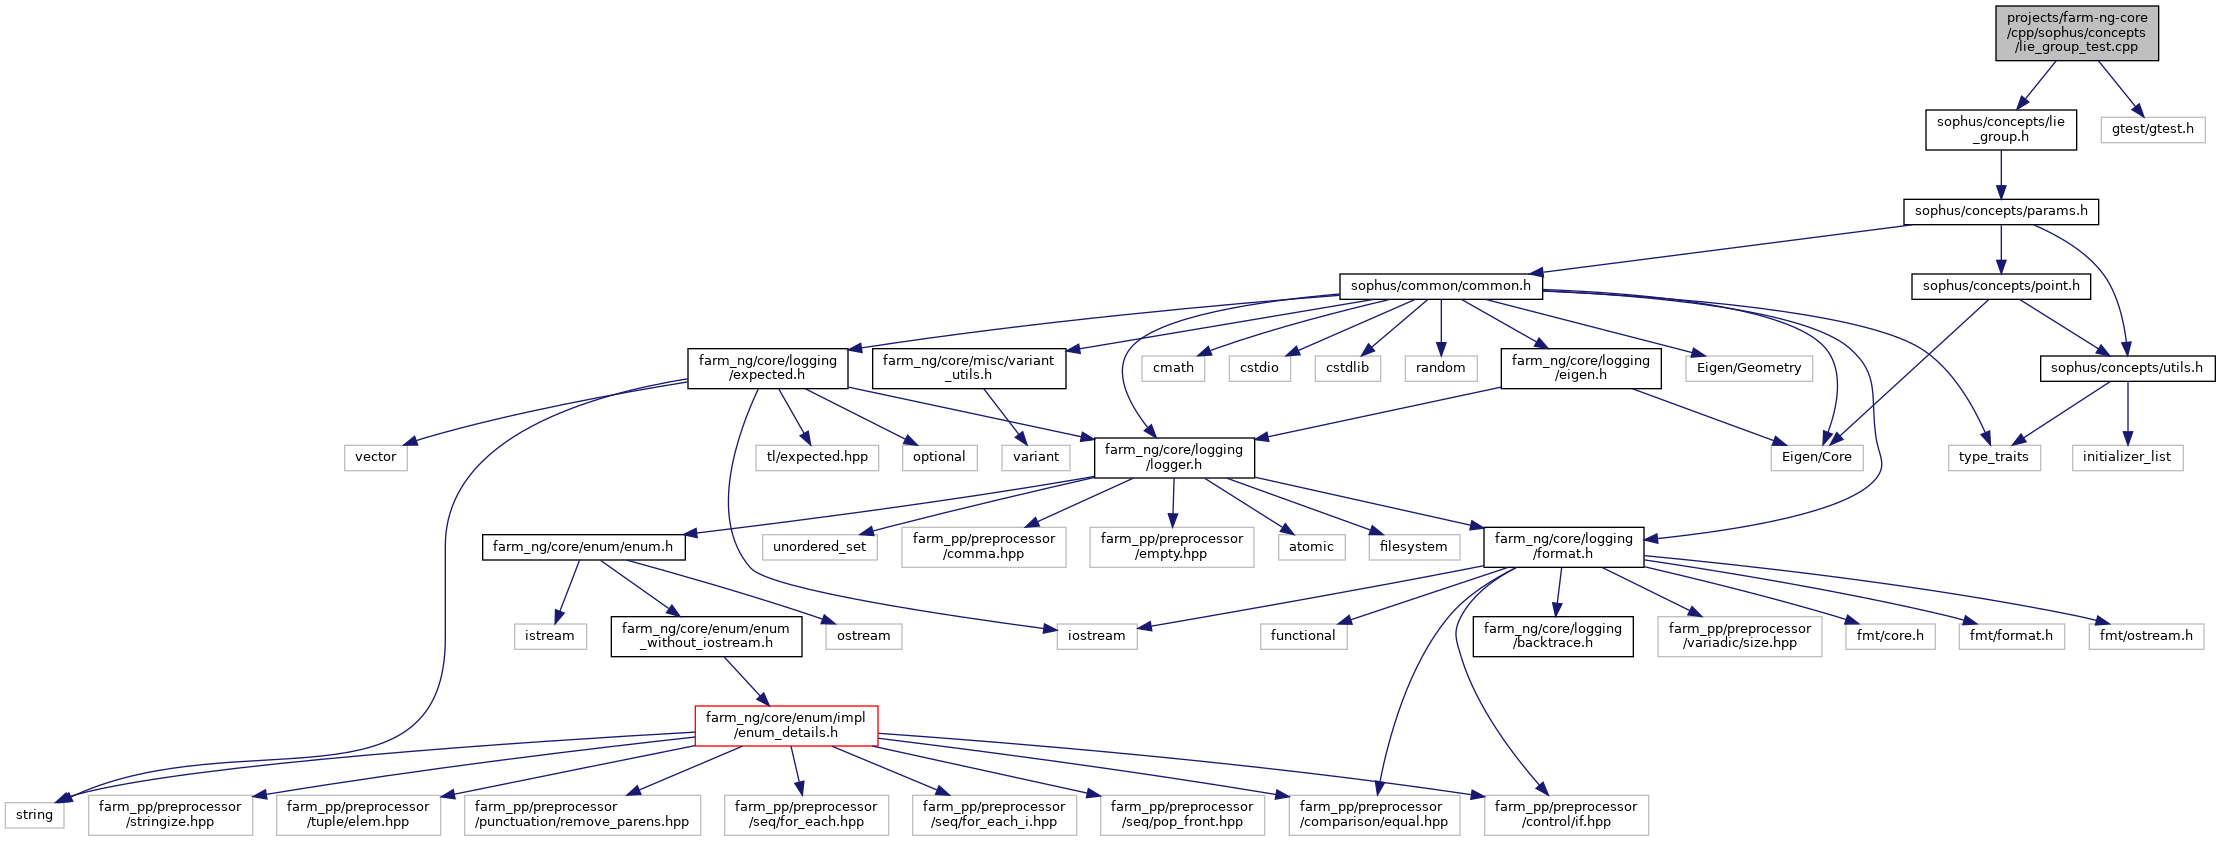 projects/farm-ng-core
/cpp/sophus/concepts
/lie_group_test.cpp
sophus/concepts/lie
_group.h
gtest/gtest.h
sophus/concepts/params.h
sophus/common/common.h
sophus/concepts/point.h
farm_ng/core/logging
/expected.h
farm_ng/core/misc/variant
_utils.h
cmath
cstdio
cstdlib
random
farm_ng/core/logging
/eigen.h
Eigen/Geometry
sophus/concepts/utils.h
vector
tl/expected.hpp
optional
variant
farm_ng/core/logging
/logger.h
Eigen/Core
type_traits
initializer_list
farm_ng/core/enum/enum.h
unordered_set
farm_pp/preprocessor
/comma.hpp
farm_pp/preprocessor
/empty.hpp
atomic
filesystem
farm_ng/core/logging
/format.h
istream
farm_ng/core/enum/enum
_without_iostream.h
ostream
iostream
functional
farm_ng/core/logging
/backtrace.h
farm_pp/preprocessor
/variadic/size.hpp
fmt/core.h
fmt/format.h
fmt/ostream.h
farm_ng/core/enum/impl
/enum_details.h
string
farm_pp/preprocessor
/stringize.hpp
farm_pp/preprocessor
/tuple/elem.hpp
farm_pp/preprocessor
/punctuation/remove_parens.hpp
farm_pp/preprocessor
/seq/for_each.hpp
farm_pp/preprocessor
/seq/for_each_i.hpp
farm_pp/preprocessor
/seq/pop_front.hpp
farm_pp/preprocessor
/comparison/equal.hpp
farm_pp/preprocessor
/control/if.hpp